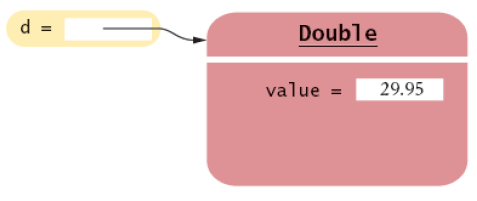 d =
Double
value = 29.95